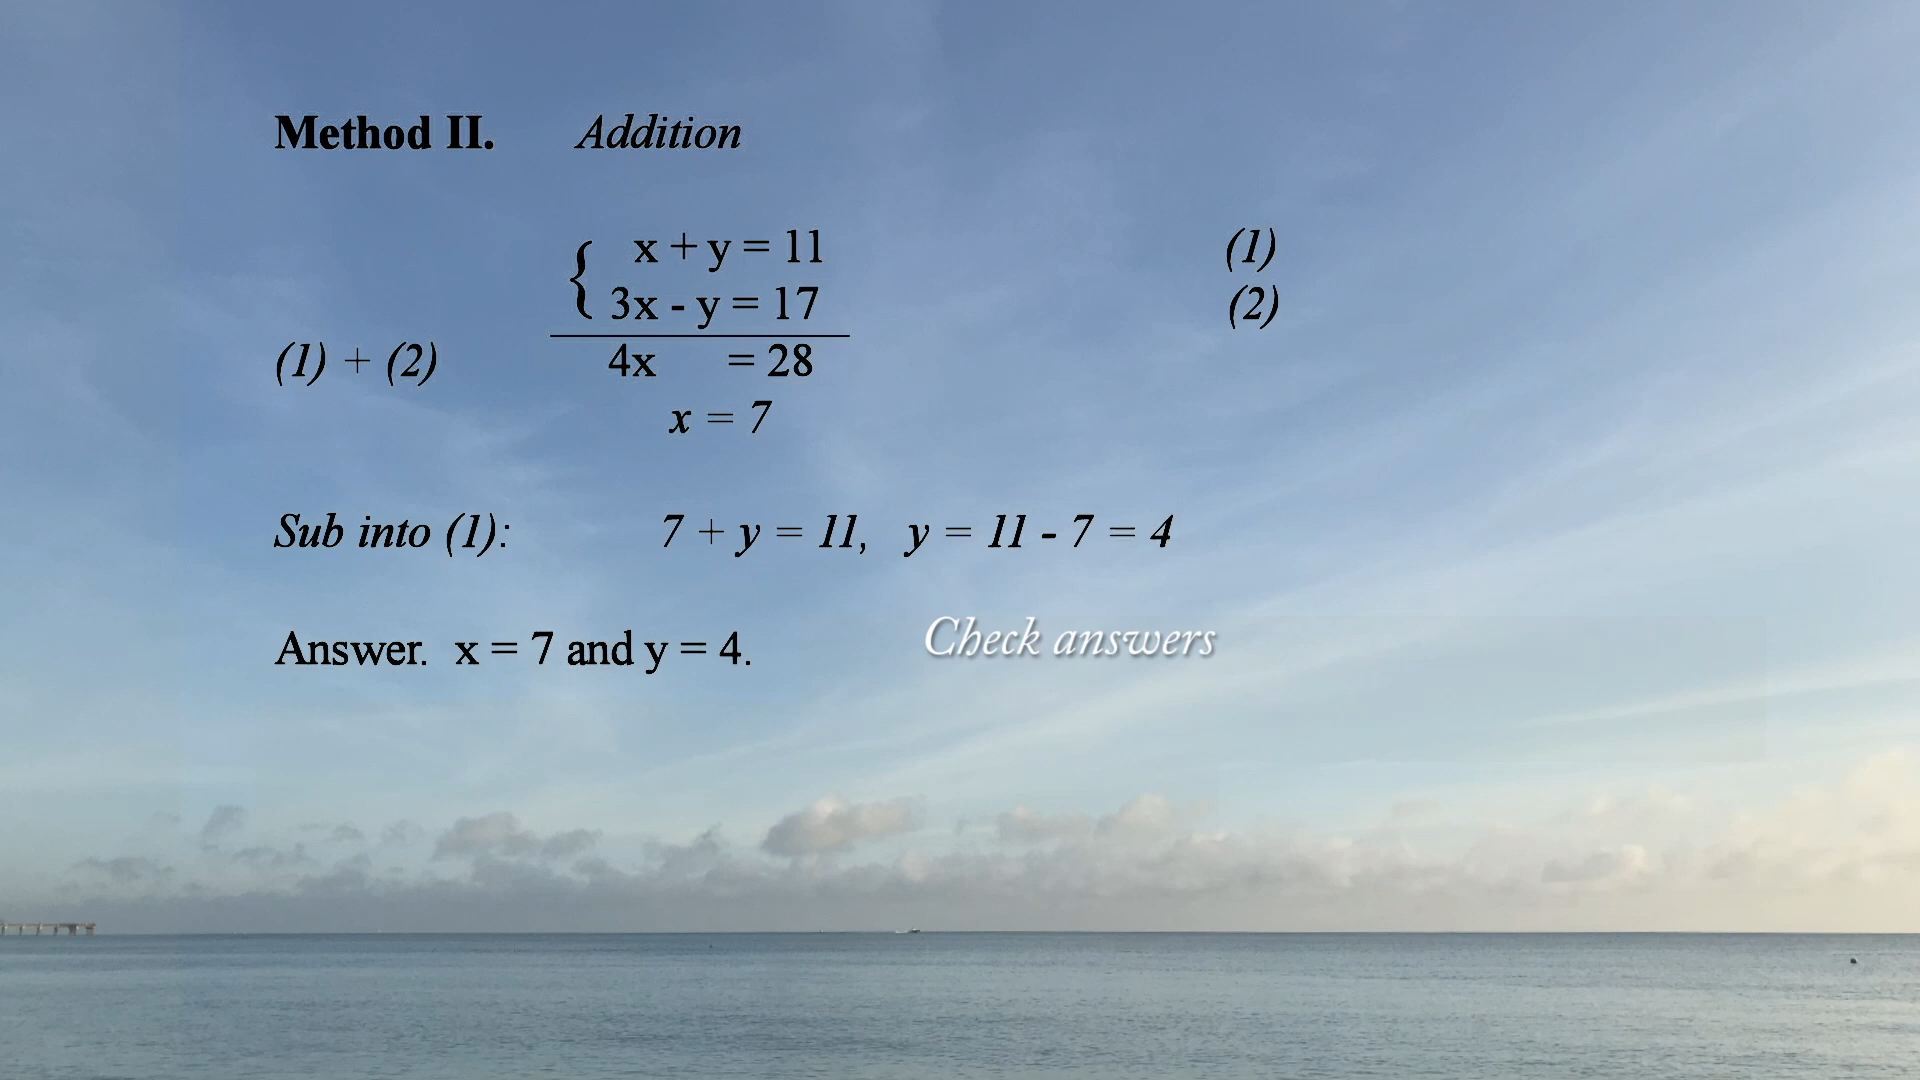 Method II. Addition
{ x + y = 11 (1)
3x - y = 17 (2)
(1) + (2) 4x = 28
x = 7
Sub into (1): 7 + y = 11, y = 11 - 7 = 4
Answer. x = 7 and y = 4. Check answers